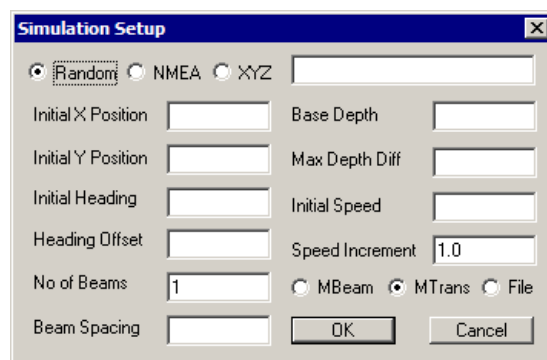 Simulation Setup
Random NMEA XYZ
Initial X Position Base Depth
Initial Y Position Max Depth Diff
Initial Heading Initial Speed
Heading Offset Speed Increment 1.0
No of Beams 1 MBeam MTrans File
Beam Spacing OK Cancel